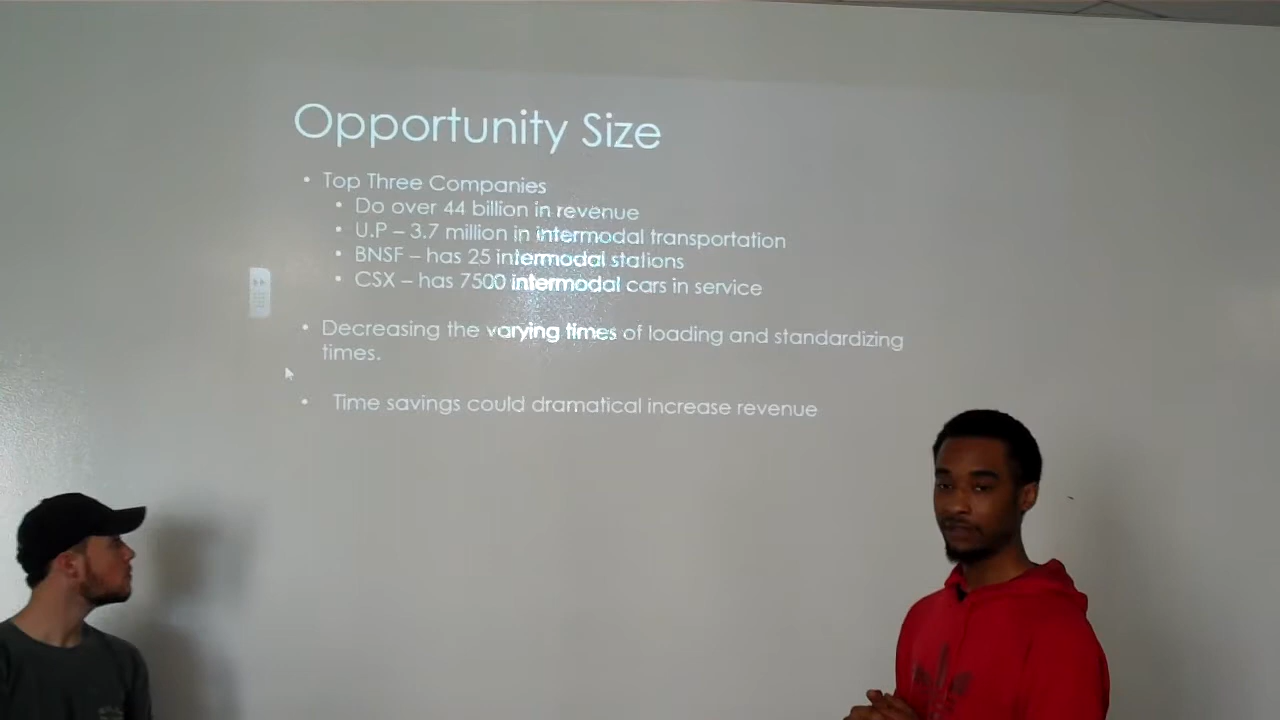 Opportunity Size
• Top Three Companies
• Do over 44 billion in revenue
• U.P – 3.7 million in intermodal transportation
• BNSF – has 25 intermodal stations
• CSX – has 7500 intermodal cars in service
• Decreasing the varying times of loading and standardizing
times.
• Time savings could dramatical increase revenue